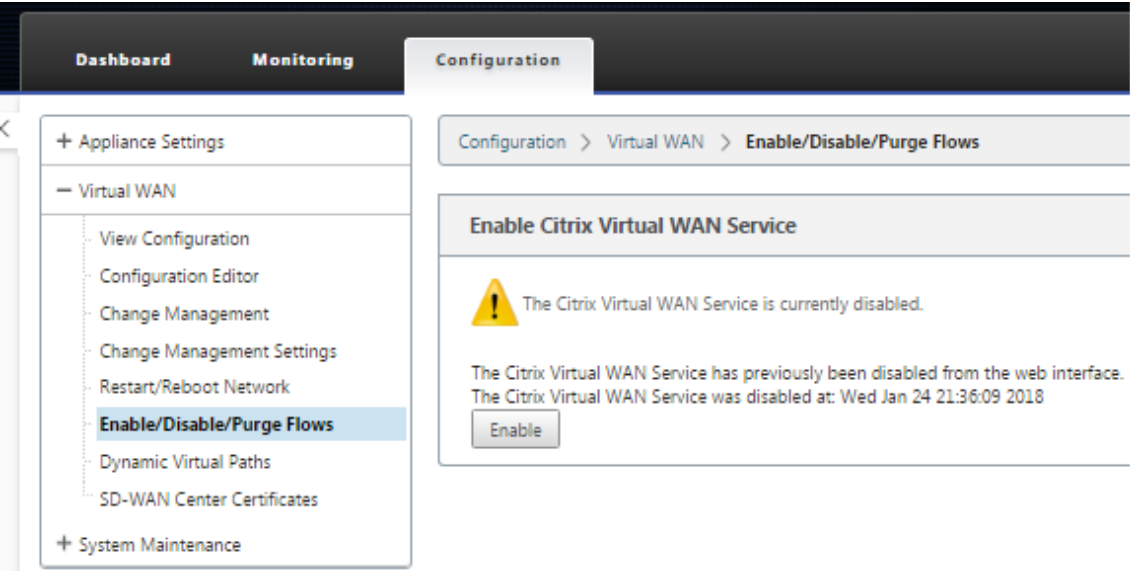 Dashboard Monitoring Configuration
+ Appliance Settings
− Virtual WAN
View Configuration
Configuration Editor
Change Management
Change Management Settings
Restart/Reboot Network
Enable/Disable/Purge Flows
Dynamic Virtual Paths
SD-WAN Center Certificates
+ System Maintenance
Configuration > Virtual WAN > Enable/Disable/Purge Flows
Enable Citrix Virtual WAN Service
The Citrix Virtual WAN Service is currently disabled.
The Citrix Virtual WAN Service has previously been disabled from the web interface.
The Citrix Virtual WAN Service was disabled at: Wed Jan 24 21:36:09 2018
Enable